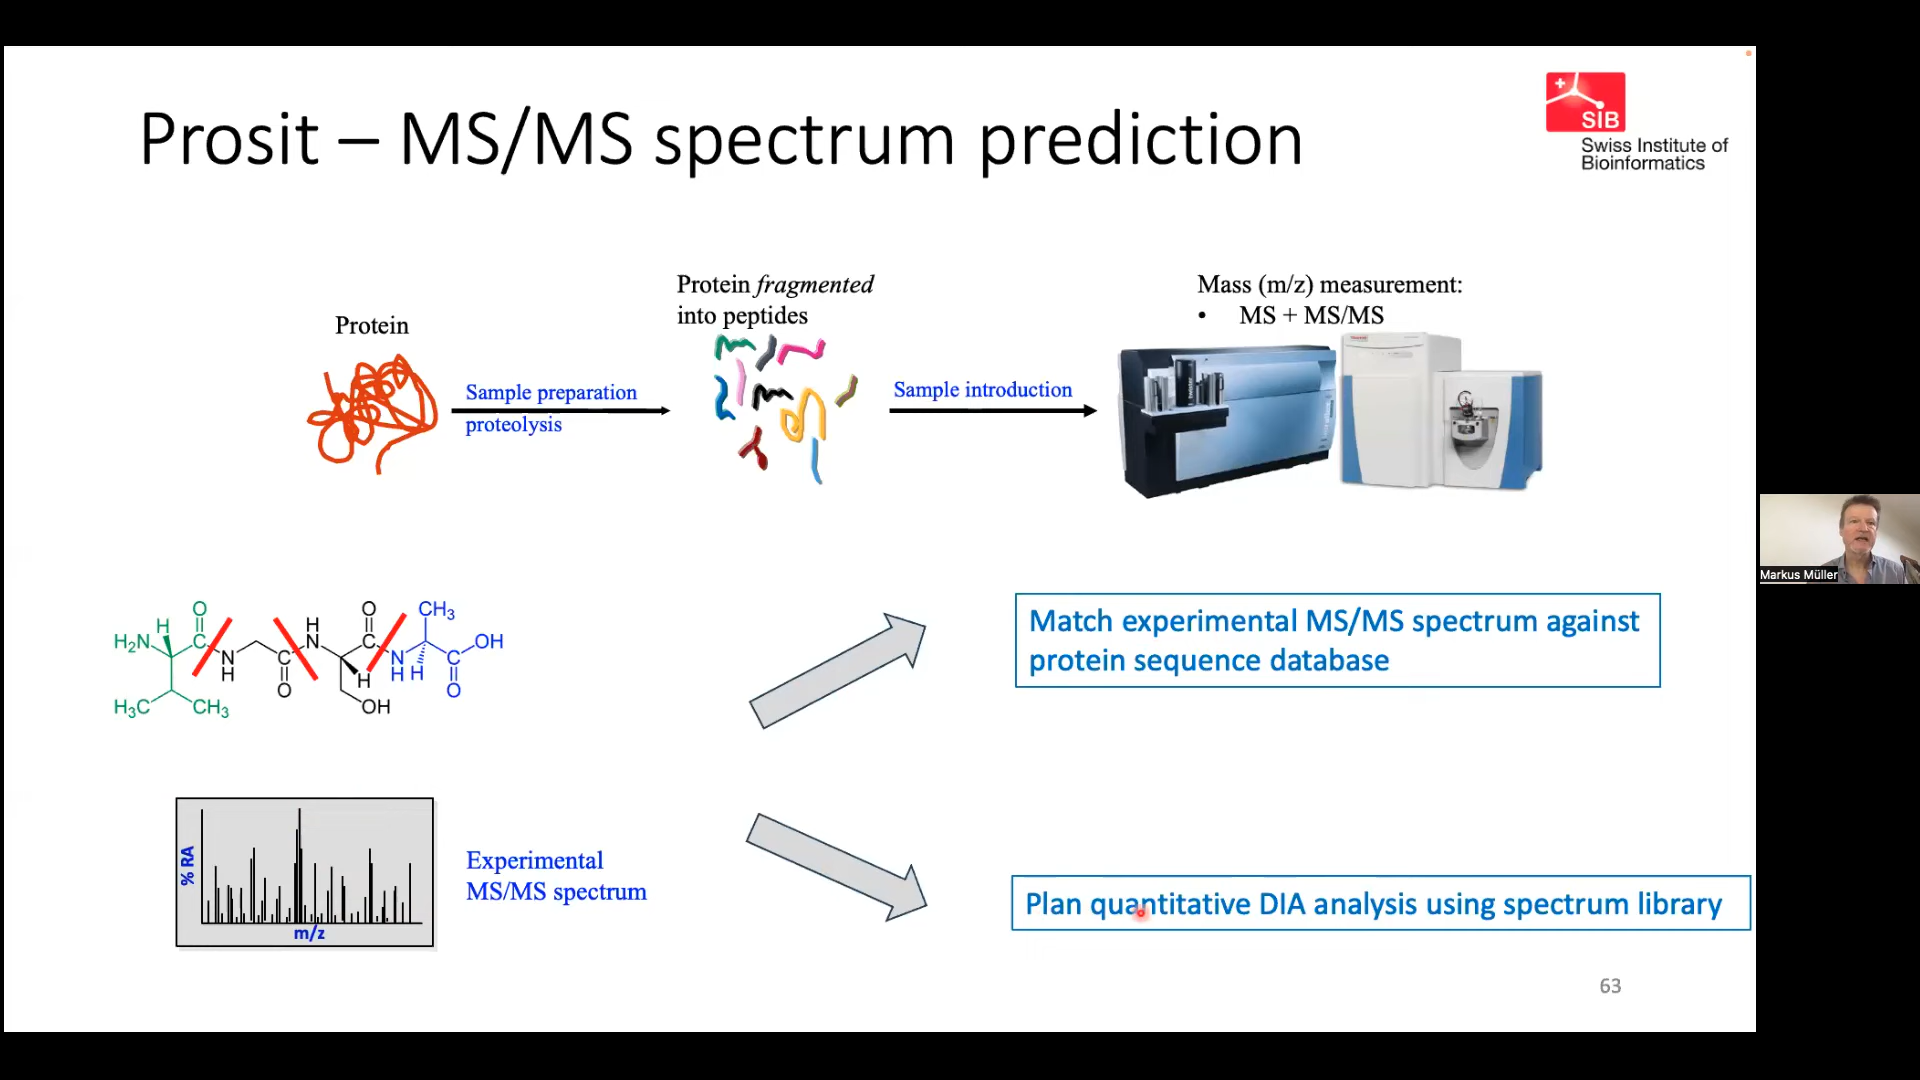 Prosit – MS/MS spectrum prediction
SIB
Swiss Institute of
Bioinformatics
Protein
Sample preparation
proteolysis
Protein fragmented
into peptides
Sample introduction
Mass (m/z) measurement:
• MS + MS/MS
H₂N
H
O
N
H
O
H
N
O
H
OH
N
H
H
CH₃
OH
O
H₃C
CH₃
Match experimental MS/MS spectrum against
protein sequence database
% RA
m/z
Experimental
MS/MS spectrum
Plan quantitative DIA analysis using spectrum library
63
Markus Müller